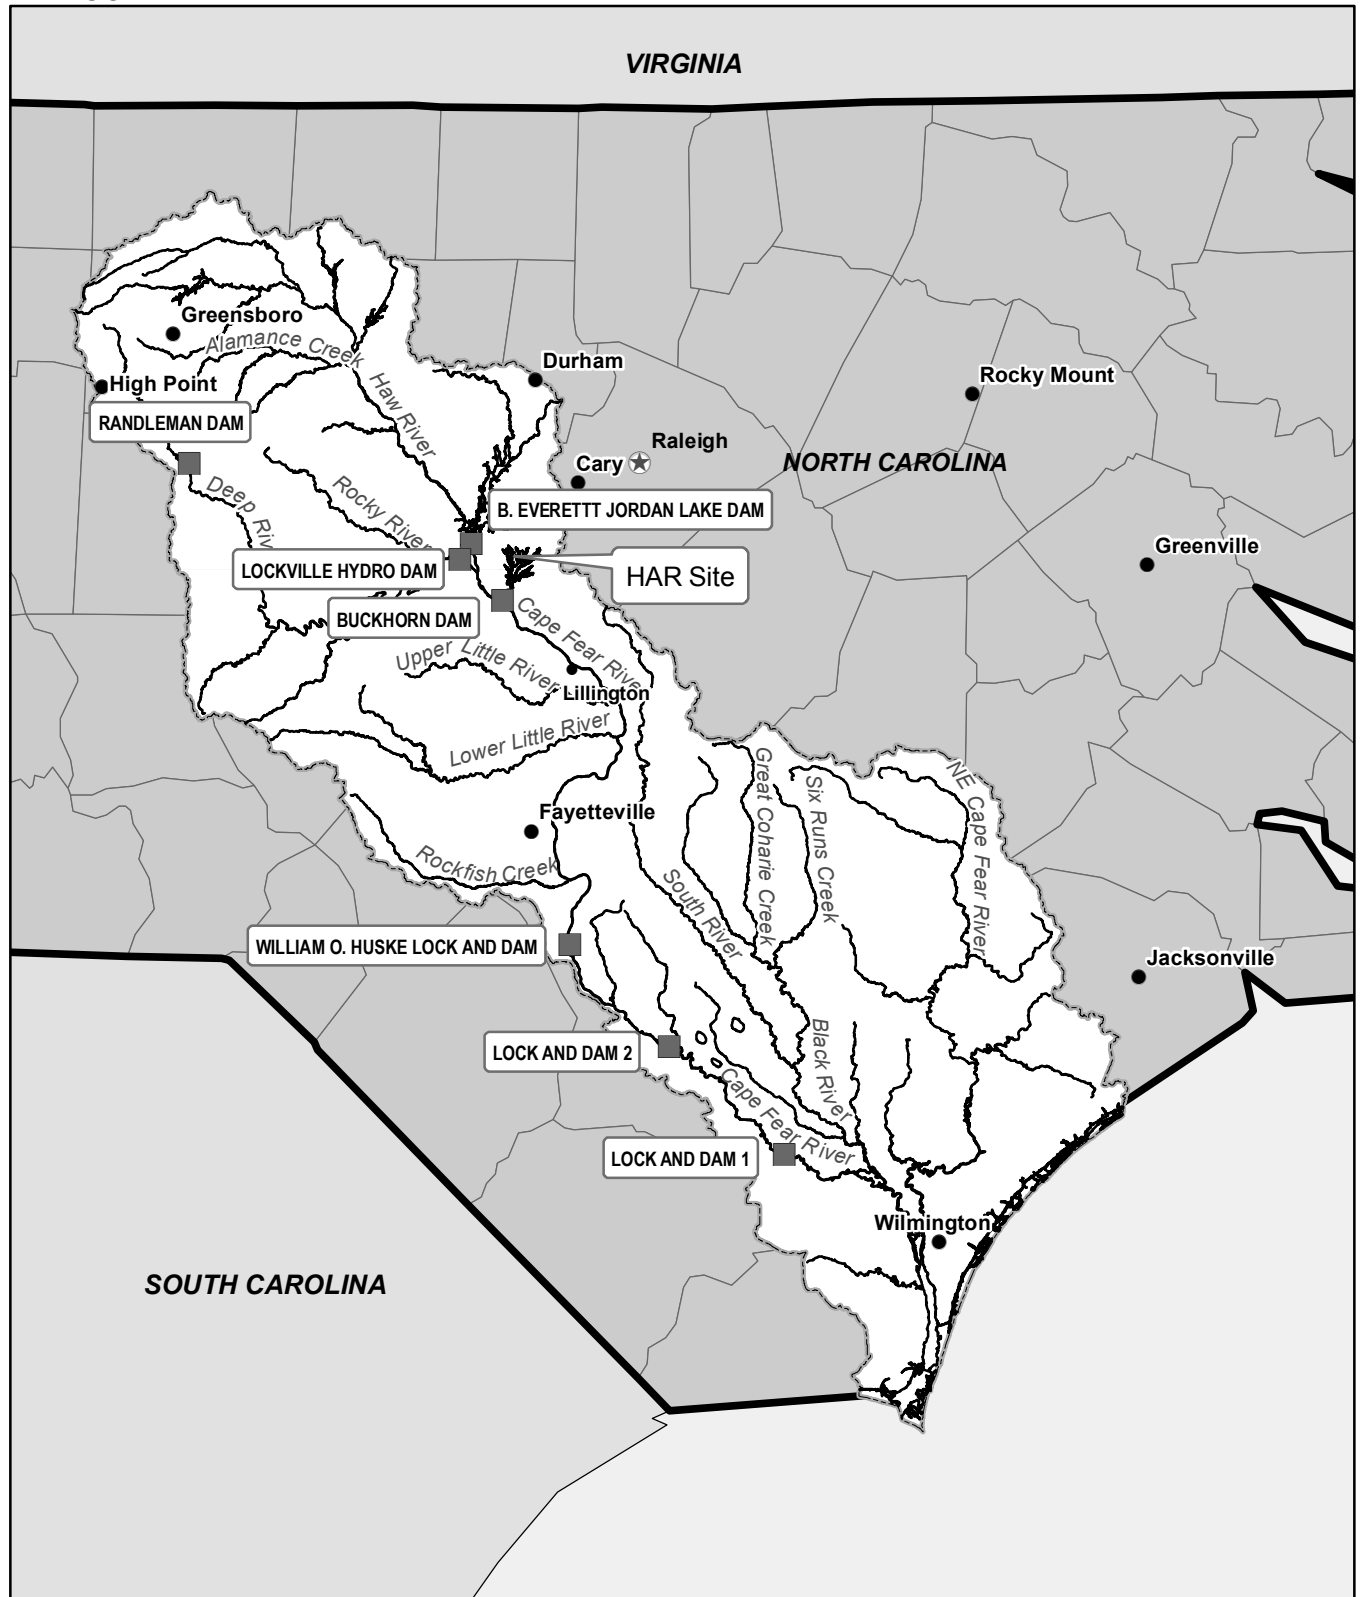 VIRGINIA
Greensboro
Alamance Creek
Durham
High Point
Haw River
Rocky Mount
RANDLEMAN DAM
Raleigh
Cary
NORTH CAROLINA
Deep Riv
Rocky River
B. EVERETTT JORDAN LAKE DAM
Greenville
LOCKVILLE HYDRO DAM
HAR Site
BUCKHORN DAM
Cape Fear River
Upper Little River
Lillington
Lower Little River
Great Coharie Creek
Six Runs Creek
NE Cape Fear River
Fayetteville
Rockfish Creek
South River
WILLIAM O. HUSKE LOCK AND DAM
Jacksonville
LOCK AND DAM 2
Black River
Cape Fear River
LOCK AND DAM 1
Wilmington
SOUTH CAROLINA